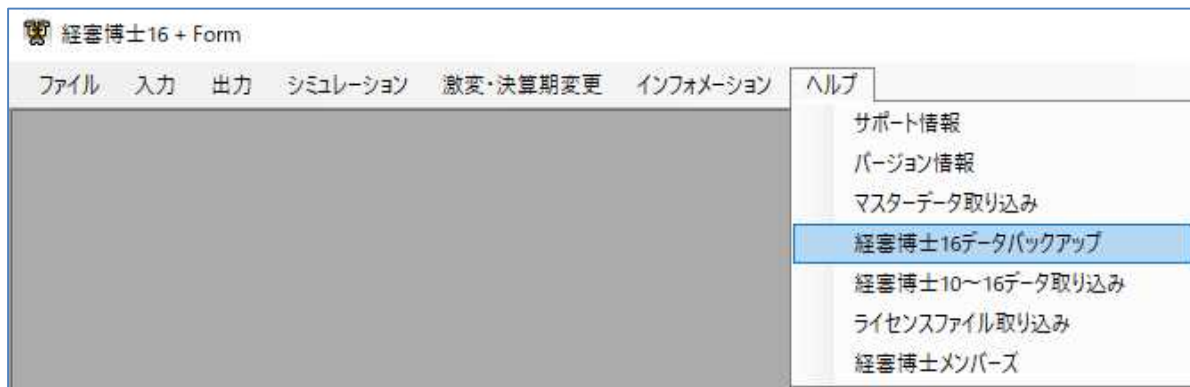 経審博士16 + Form
ファイル 入力 出力 シミュレーション 激変・決算期変更 インフォメーション ヘルプ
サポート情報
バージョン情報
マスターデータ取り込み
経審博士16データバックアップ
経審博士10～16データ取り込み
ライセンスファイル取り込み
経審博士メンバーズ